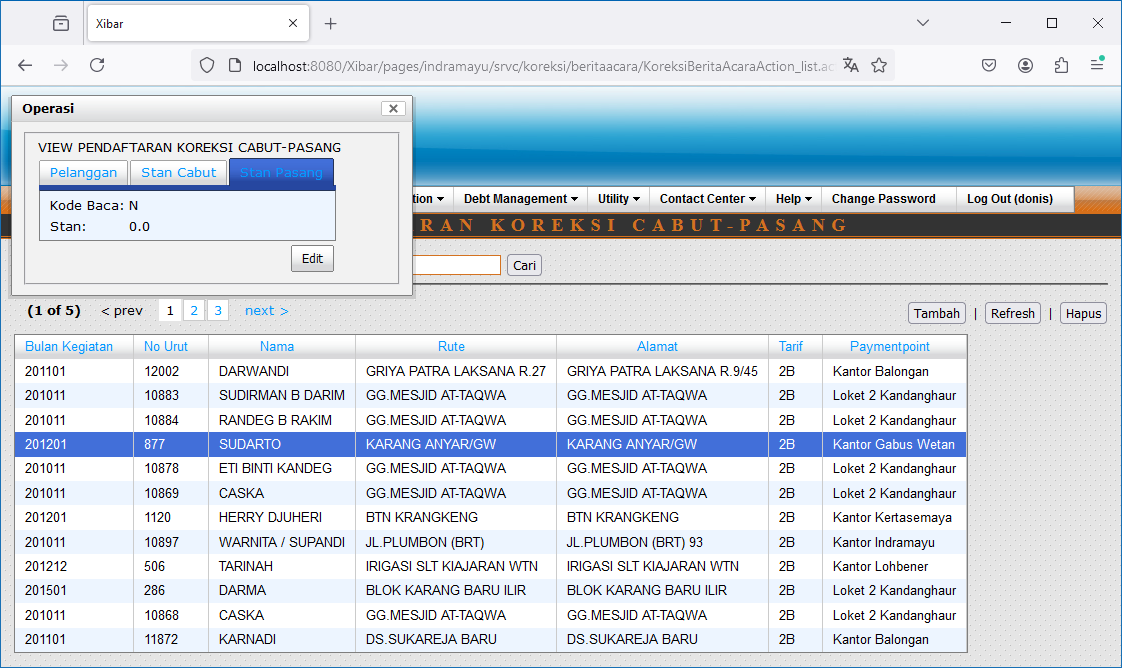 Xibar
localhost:8080/Xibar/pages/indramayu/srvc/koreksi/beritaacara/KoreksiBeritaAcaraAction_list.ac
Operasi
VIEW PENDAFTARAN KOREKSI CABUT-PASANG
Pelanggan Stan Cabut Stan Pasang
Kode Baca: N
Stan: 0.0
Edit
tion Debt Management Utility Contact Center Help Change Password Log Out (donis)
RAN KOREKSI CABUT-PASANG
Cari
(1 of 5) < prev 1 2 3 next >
Tambah | Refresh | Hapus
Bulan Kegiatan No Urut Nama Rute Alamat Tarif Paymentpoint
201101 12002 DARWANDI GRIYA PATRA LAKSANA R.27 GRIYA PATRA LAKSANA R.9/45 2B Kantor Balongan
201011 10883 SUDIRMAN B DARIM GG.MESJID AT-TAQWA GG.MESJID AT-TAQWA 2B Loket 2 Kandanghaur
201011 10884 RANDEG B RAKIM GG.MESJID AT-TAQWA GG.MESJID AT-TAQWA 2B Loket 2 Kandanghaur
201201 877 SUDARTO KARANG ANYAR/GW KARANG ANYAR/GW 2B Kantor Gabus Wetan
201011 10878 ETI BINTI KANDEG GG.MESJID AT-TAQWA GG.MESJID AT-TAQWA 2B Loket 2 Kandanghaur
201011 10869 CASKA GG.MESJID AT-TAQWA GG.MESJID AT-TAQWA 2B Loket 2 Kandanghaur
201201 1120 HERRY DJUHERI BTN KRANGKENG BTN KRANGKENG 2B Kantor Kertasemaya
201011 10897 WARNITA / SUPANDI JL.PLUMBON (BRT) JL.PLUMBON (BRT) 93 2B Kantor Indramayu
201212 506 TARINAH IRIGASI SLT KIAJARAN WTN IRIGASI SLT KIAJARAN WTN 2B Kantor Lohbener
201501 286 DARMA BLOK KARANG BARU ILIR BLOK KARANG BARU ILIR 2B Loket 2 Kandanghaur
201011 10868 CASKA GG.MESJID AT-TAQWA GG.MESJID AT-TAQWA 2B Loket 2 Kandanghaur
201101 11872 KARNADI DS.SUKAREJA BARU DS.SUKAREJA BARU 2B Kantor Balongan